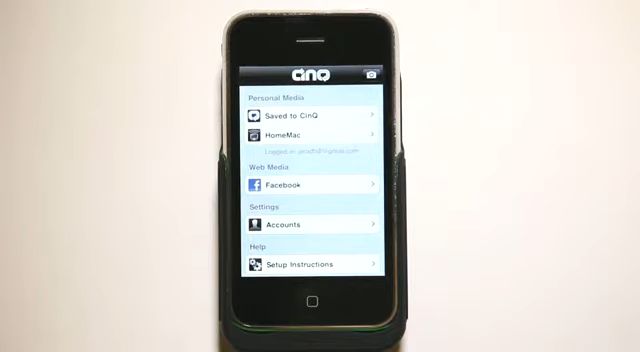 cinQ
Personal Media
Saved to CinQ
HomeMac
Web Media
Facebook
Settings
Accounts
Help
Setup Instructions